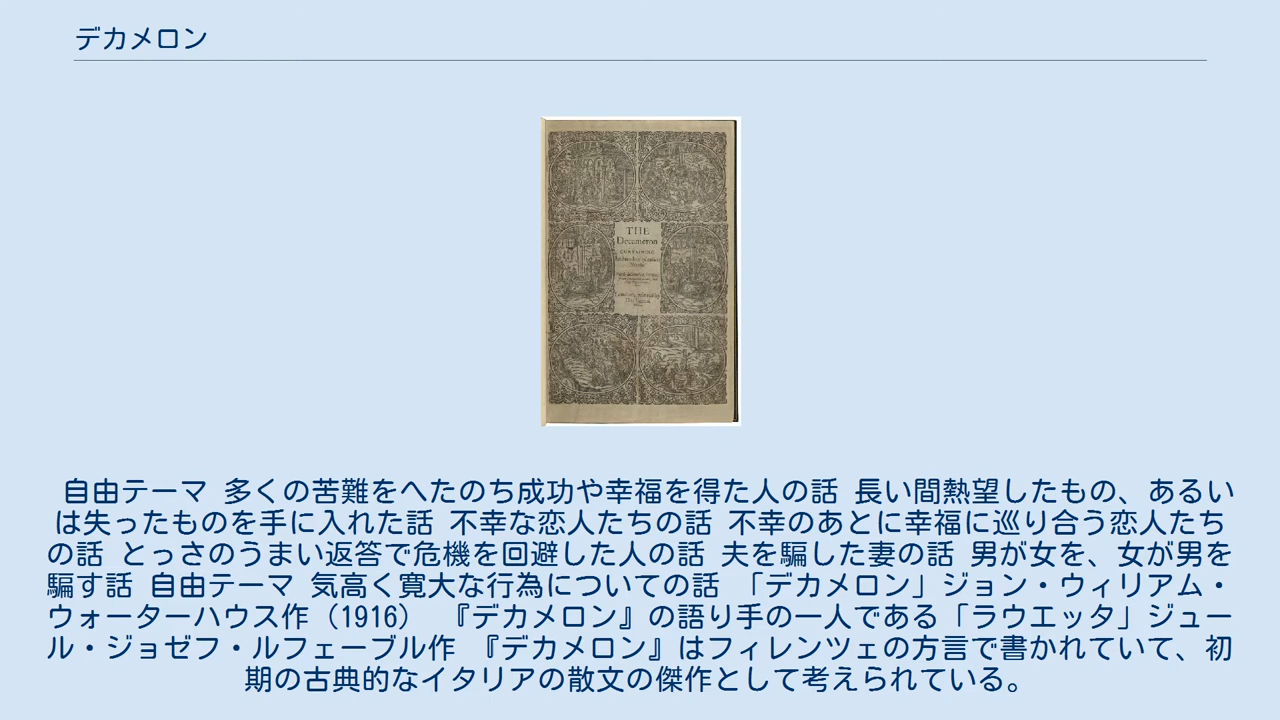 デカメロン
THE
Decameron
CONTAINING
自由テーマ 多くの苦難をへたのち成功や幸福を得た人の話 長い間熱望したもの、あるい
は失ったものを手に入れた話 不幸な恋人たちの話 不幸のあとに幸福に巡り合う恋人たち
の話 とっさのうまい返答で危機を回避した人の話 夫を騙した妻の話 男が女を、女が男を
騙す話 自由テーマ 気高く寛大な行為についての話 「デカメロン」ジョン・ウィリアム・
ウォーターハウス作（1916） 『デカメロン』の語り手の一人である「ラウエッタ」ジュー
ル・ジョゼフ・ルフェーブル作 『デカメロン』はフィレンツェの方言で書かれていて、初
期の古典的なイタリアの散文の傑作として考えられている。